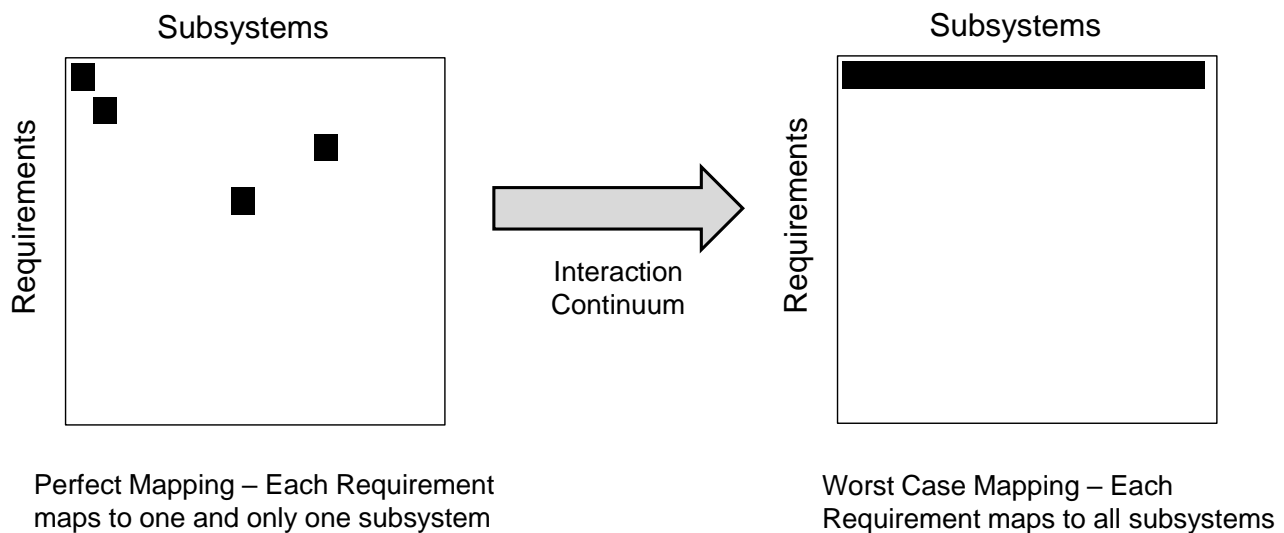 Subsystems
Requirements
Interaction
Continuum
Subsystems
Requirements
Perfect Mapping – Each Requirement
maps to one and only one subsystem
Worst Case Mapping – Each
Requirement maps to all subsystems